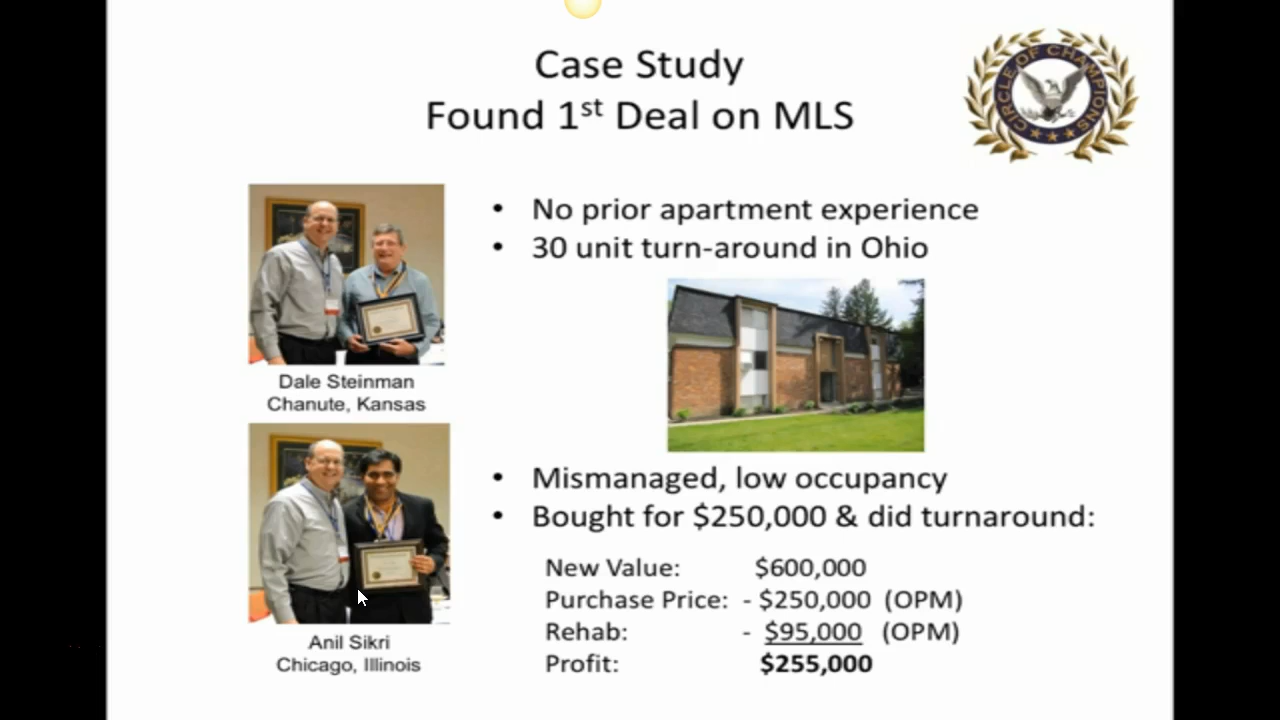 Case Study
Found 1st Deal on MLS
CIRCLE OF CHAMPIONS
• No prior apartment experience
• 30 unit turn-around in Ohio
Dale Steinman
Chanute, Kansas
• Mismanaged, low occupancy
• Bought for $250,000 & did turnaround:
New Value: $600,000
Purchase Price: - $250,000 (OPM)
Rehab: - $95,000 (OPM)
Profit: $255,000
Anil Sikri
Chicago, Illinois